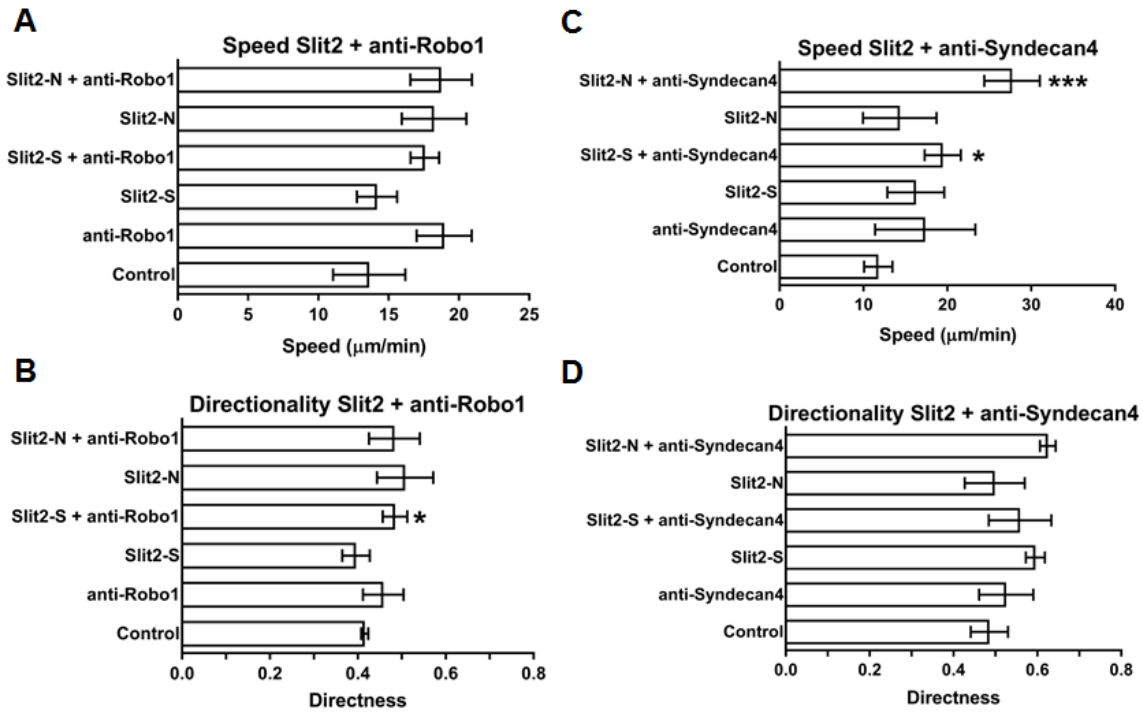 A
Speed Slit2 + anti-Robo1
Slit2-N + anti-Robo1
Slit2-N
Slit2-S + anti-Robo1
Slit2-S
anti-Robo1
Control
0 5 10 15 20 25
Speed (μm/min)
B
Directionality Slit2 + anti-Robo1
Slit2-N + anti-Robo1
Slit2-N
Slit2-S + anti-Robo1
*
Slit2-S
anti-Robo1
Control
0.0 0.2 0.4 0.6 0.8
Directness
C
Speed Slit2 + anti-Syndecan4
Slit2-N + anti-Syndecan4
***
Slit2-N
Slit2-S + anti-Syndecan4
*
Slit2-S
anti-Syndecan4
Control
0 10 20 30 40
Speed (μm/min)
D
Directionality Slit2 + anti-Syndecan4
Slit2-N + anti-Syndecan4
Slit2-N
Slit2-S + anti-Syndecan4
Slit2-S
anti-Syndecan4
Control
0.0 0.2 0.4 0.6 0.8
Directness